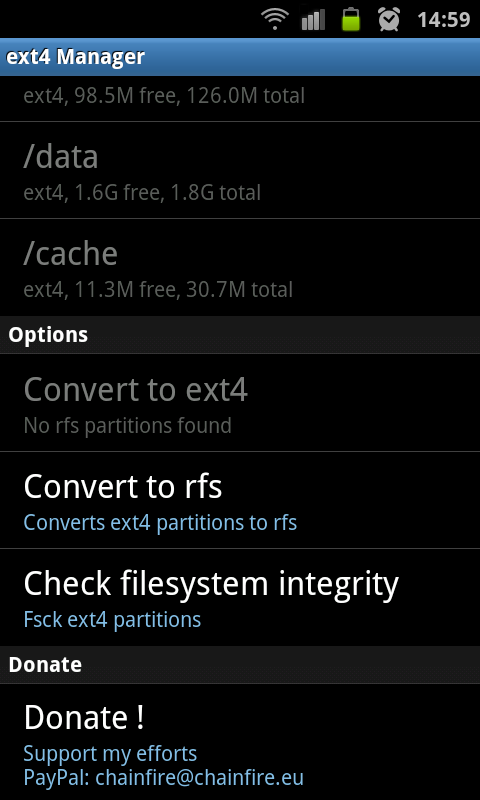 14:59
ext4 Manager
ext4, 98.5M free, 126.0M total
/data
ext4, 1.6G free, 1.8G total
/cache
ext4, 11.3M free, 30.7M total
Options
Convert to ext4
No rfs partitions found
Convert to rfs
Converts ext4 partitions to rfs
Check filesystem integrity
Fsck ext4 partitions
Donate
Donate !
Support my efforts
PayPal: chainfire@chainfire.eu